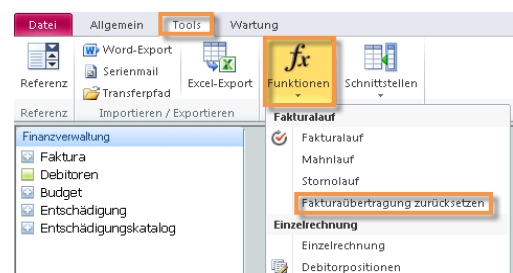 Datei Allgemein Tools Wartung
Referenz
Word-Export
Serienmail
Transferpfad
Excel-Export
Funktionen
Schnittstellen
Referenz Importieren / Exportieren
Finanzverwaltung
Faktura
Debitoren
Budget
Entschädigung
Entschädigungskatalog
Fakturalauf
Fakturalauf
Mahnlauf
Stornolauf
Fakturaübertragung zurücksetzen
Einzelrechnung
Einzelrechnung
Debitorpositionen